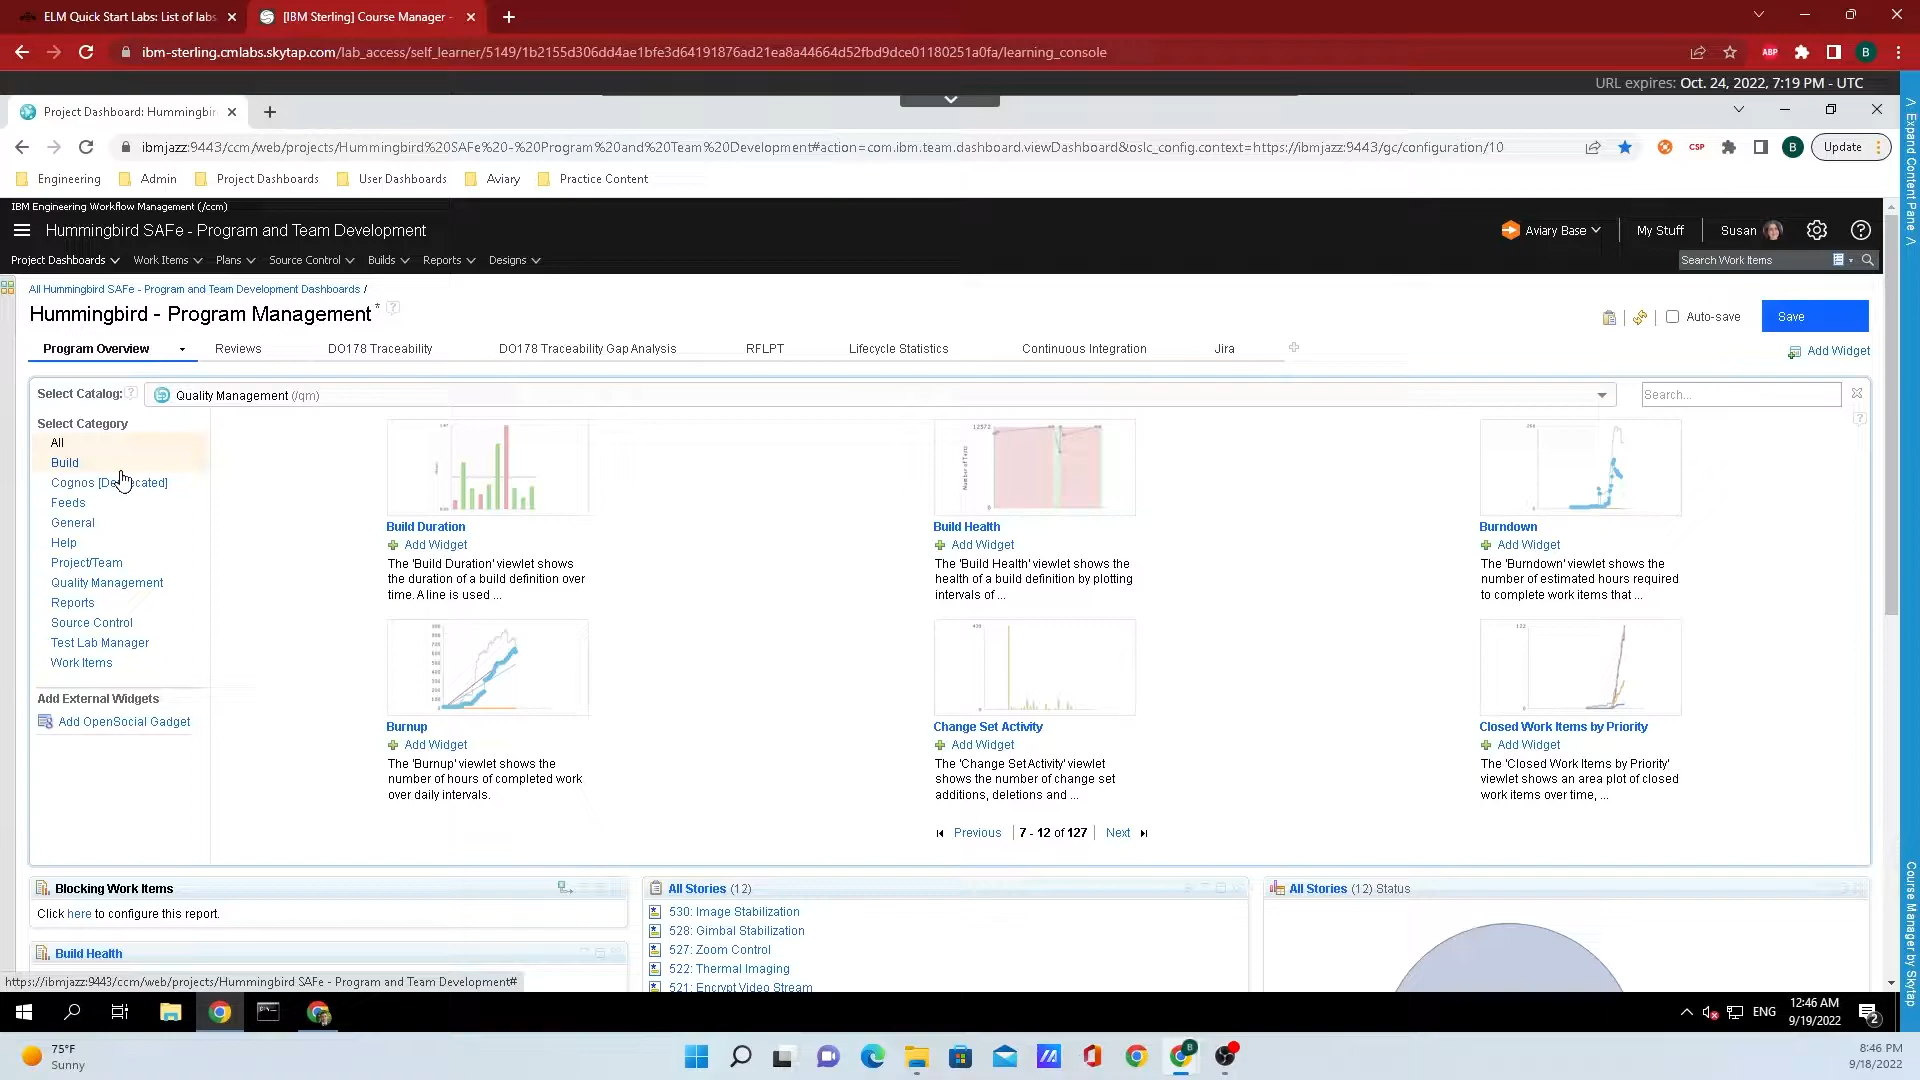 ELM Quick Start Labs: List of labs
[IBM Sterling] Course Manager -
ibm-sterling.cmlabs.skytap.com/lab_access/self_learner/5149/1b2155d306dd4ae1bfe3d64191876ad21ea8a44664d52fbd9dce01180251a0fa/learning_console
ABP
B
URL expires: Oct. 24, 2022, 7:19 PM - UTC
Project Dashboard: Hummingbir
ibmjazz:9443/ccm/web/projects/Hummingbird%20SAFe%20-%20Program%20and%20Team%20Development#action=com.ibm.team.dashboard.viewDashboard&oslc_config.context=https://ibmjazz:9443/gc/configuration/10
CSP
B
Update
Engineering
Admin
Project Dashboards
User Dashboards
Aviary
Practice Content
IBM Engineering Workflow Management (/ccm)
Hummingbird SAFe - Program and Team Development
Aviary Base
My Stuff
Susan
Project Dashboards
Work Items
Plans
Source Control
Builds
Reports
Designs
Search Work Items
All Hummingbird SAFe - Program and Team Development Dashboards /
Hummingbird - Program Management *
Auto-save
Save
Program Overview
Reviews
DO178 Traceability
DO178 Traceability Gap Analysis
RFLPT
Lifecycle Statistics
Continuous Integration
Jira
Add Widget
Select Catalog:
Quality Management (/qm)
Search...
Select Category
All
Build
Cognos [De cated]
Feeds
General
Help
Project/Team
Quality Management
Reports
Source Control
Test Lab Manager
Work Items
Add External Widgets
Add OpenSocial Gadget
Build Duration
Add Widget
The 'Build Duration' viewlet shows
the duration of a build definition over
time. A line is used ...
12572
Number of Tests
0
Build Health
Add Widget
The 'Build Health' viewlet shows the
health of a build definition by plotting
intervals of ...
Burndown
Add Widget
The 'Burndown' viewlet shows the
number of estimated hours required
to complete work items that ...
Burnup
Add Widget
The 'Burnup' viewlet shows the
number of hours of completed work
over daily intervals.
Change Set Activity
Add Widget
The 'Change Set Activity' viewlet
shows the number of change set
additions, deletions and ...
122
Closed Work Items by Priority
Add Widget
The 'Closed Work Items by Priority'
viewlet shows an area plot of closed
work items over time, ...
Previous
7 - 12 of 127
Next
Blocking Work Items
Click here to configure this report.
Build Health
All Stories (12)
530: Image Stabilization
528: Gimbal Stabilization
527: Zoom Control
522: Thermal Imaging
521: Encrypt Video Stream
All Stories (12) Status
https://ibmjazz:9443/ccm/web/projects/Hummingbird SAFe - Program and Team Development#
ENG
12:46 AM
9/19/2022
2
75°F
Sunny
B
8:46 PM
9/18/2022
Expand Content Pane
Course Manager by Skytap